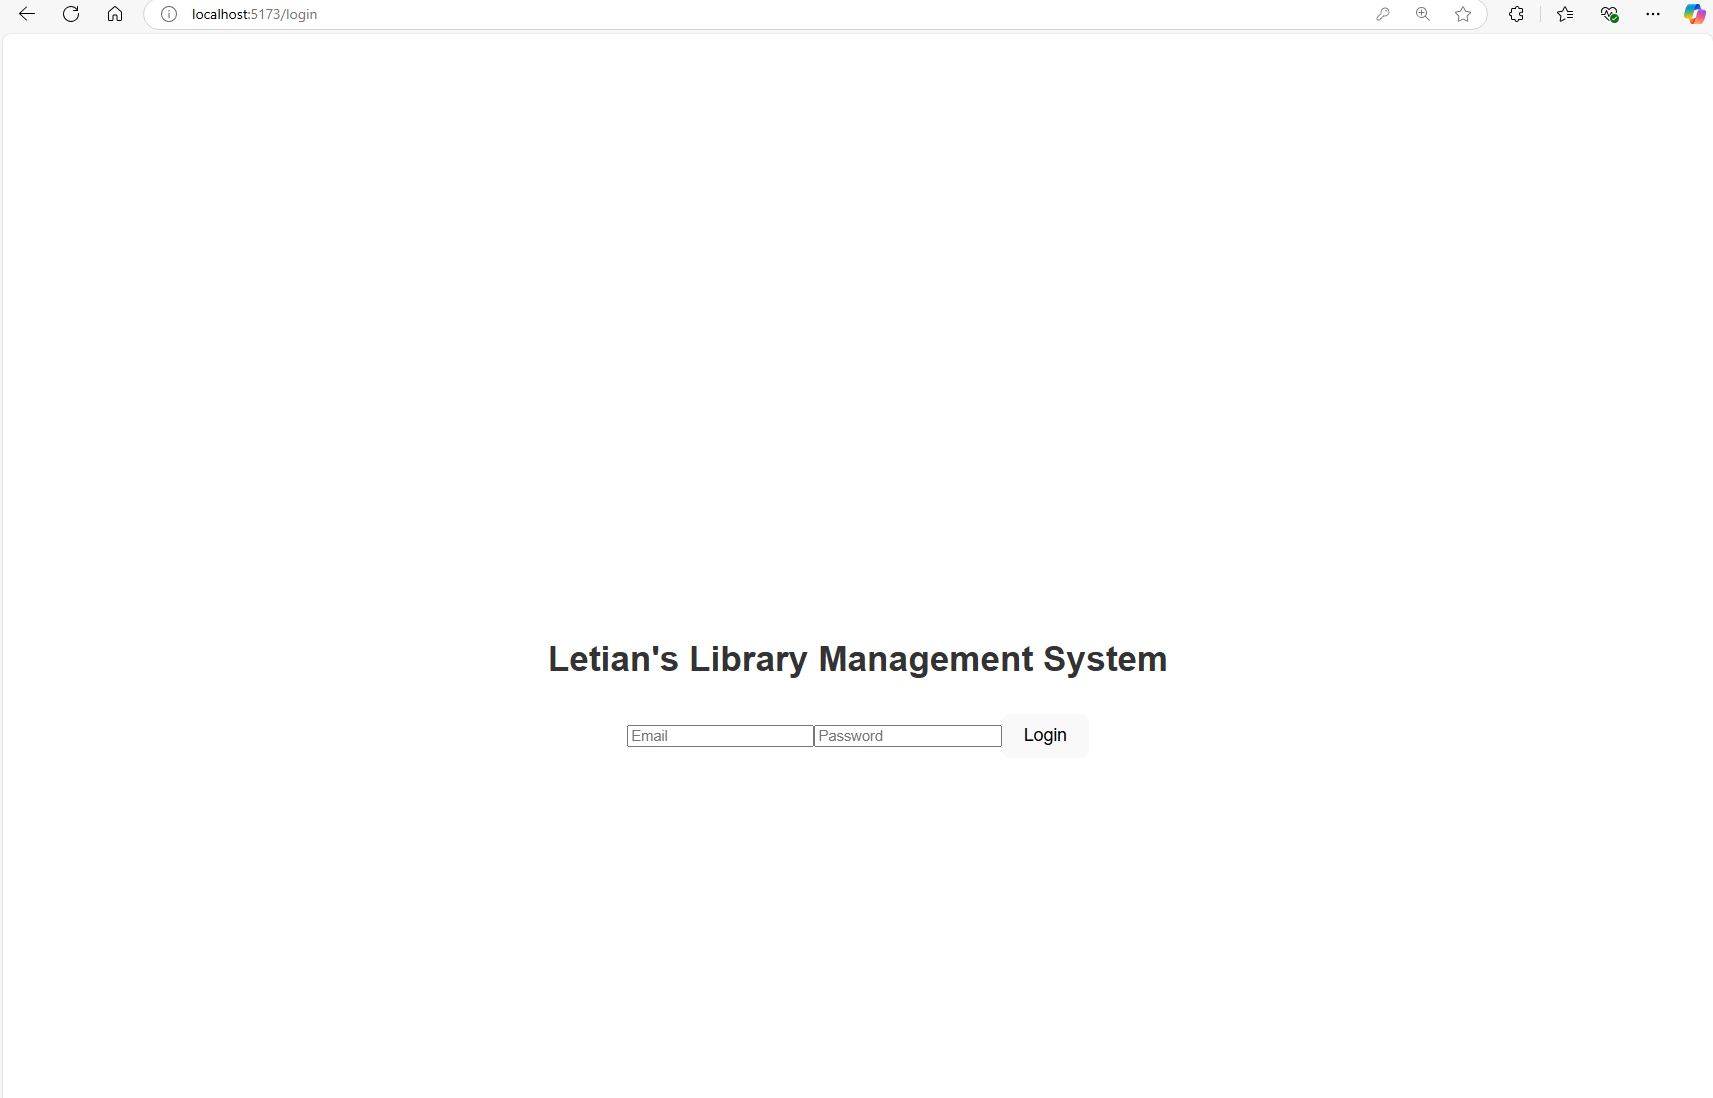 localhost:5173/login
Letian's Library Management System
Email Password Login